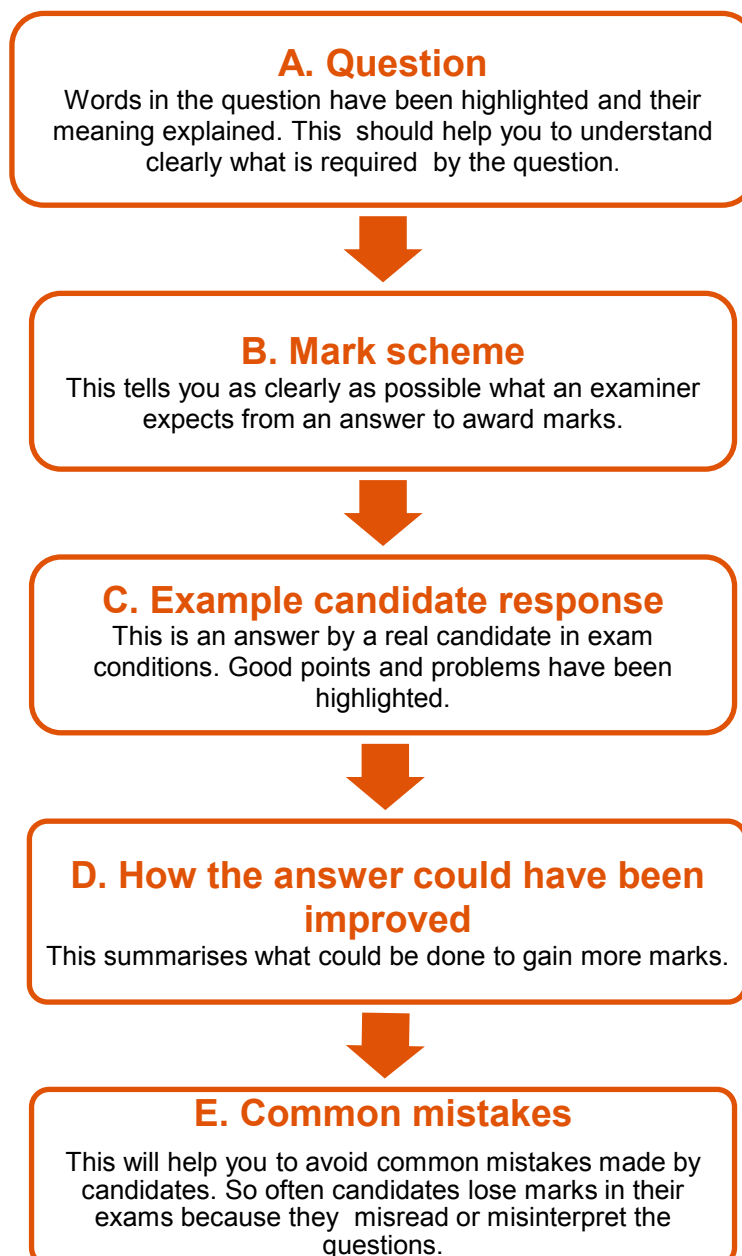 A. Question
Words in the question have been highlighted and their
meaning explained. This  should help you to understand
clearly what is required  by the question.
B. Mark scheme
This tells you as clearly as possible what an examiner
expects from an answer to award marks.
C. Example candidate response
This is an answer by a real candidate in exam
conditions. Good points and problems have been
highlighted.
D. How the answer could have been
improved
This summarises what could be done to gain more marks.
E. Common mistakes
This will help you to avoid common mistakes made by
candidates. So often candidates lose marks in their
exams because they  misread or misinterpret the
questions.